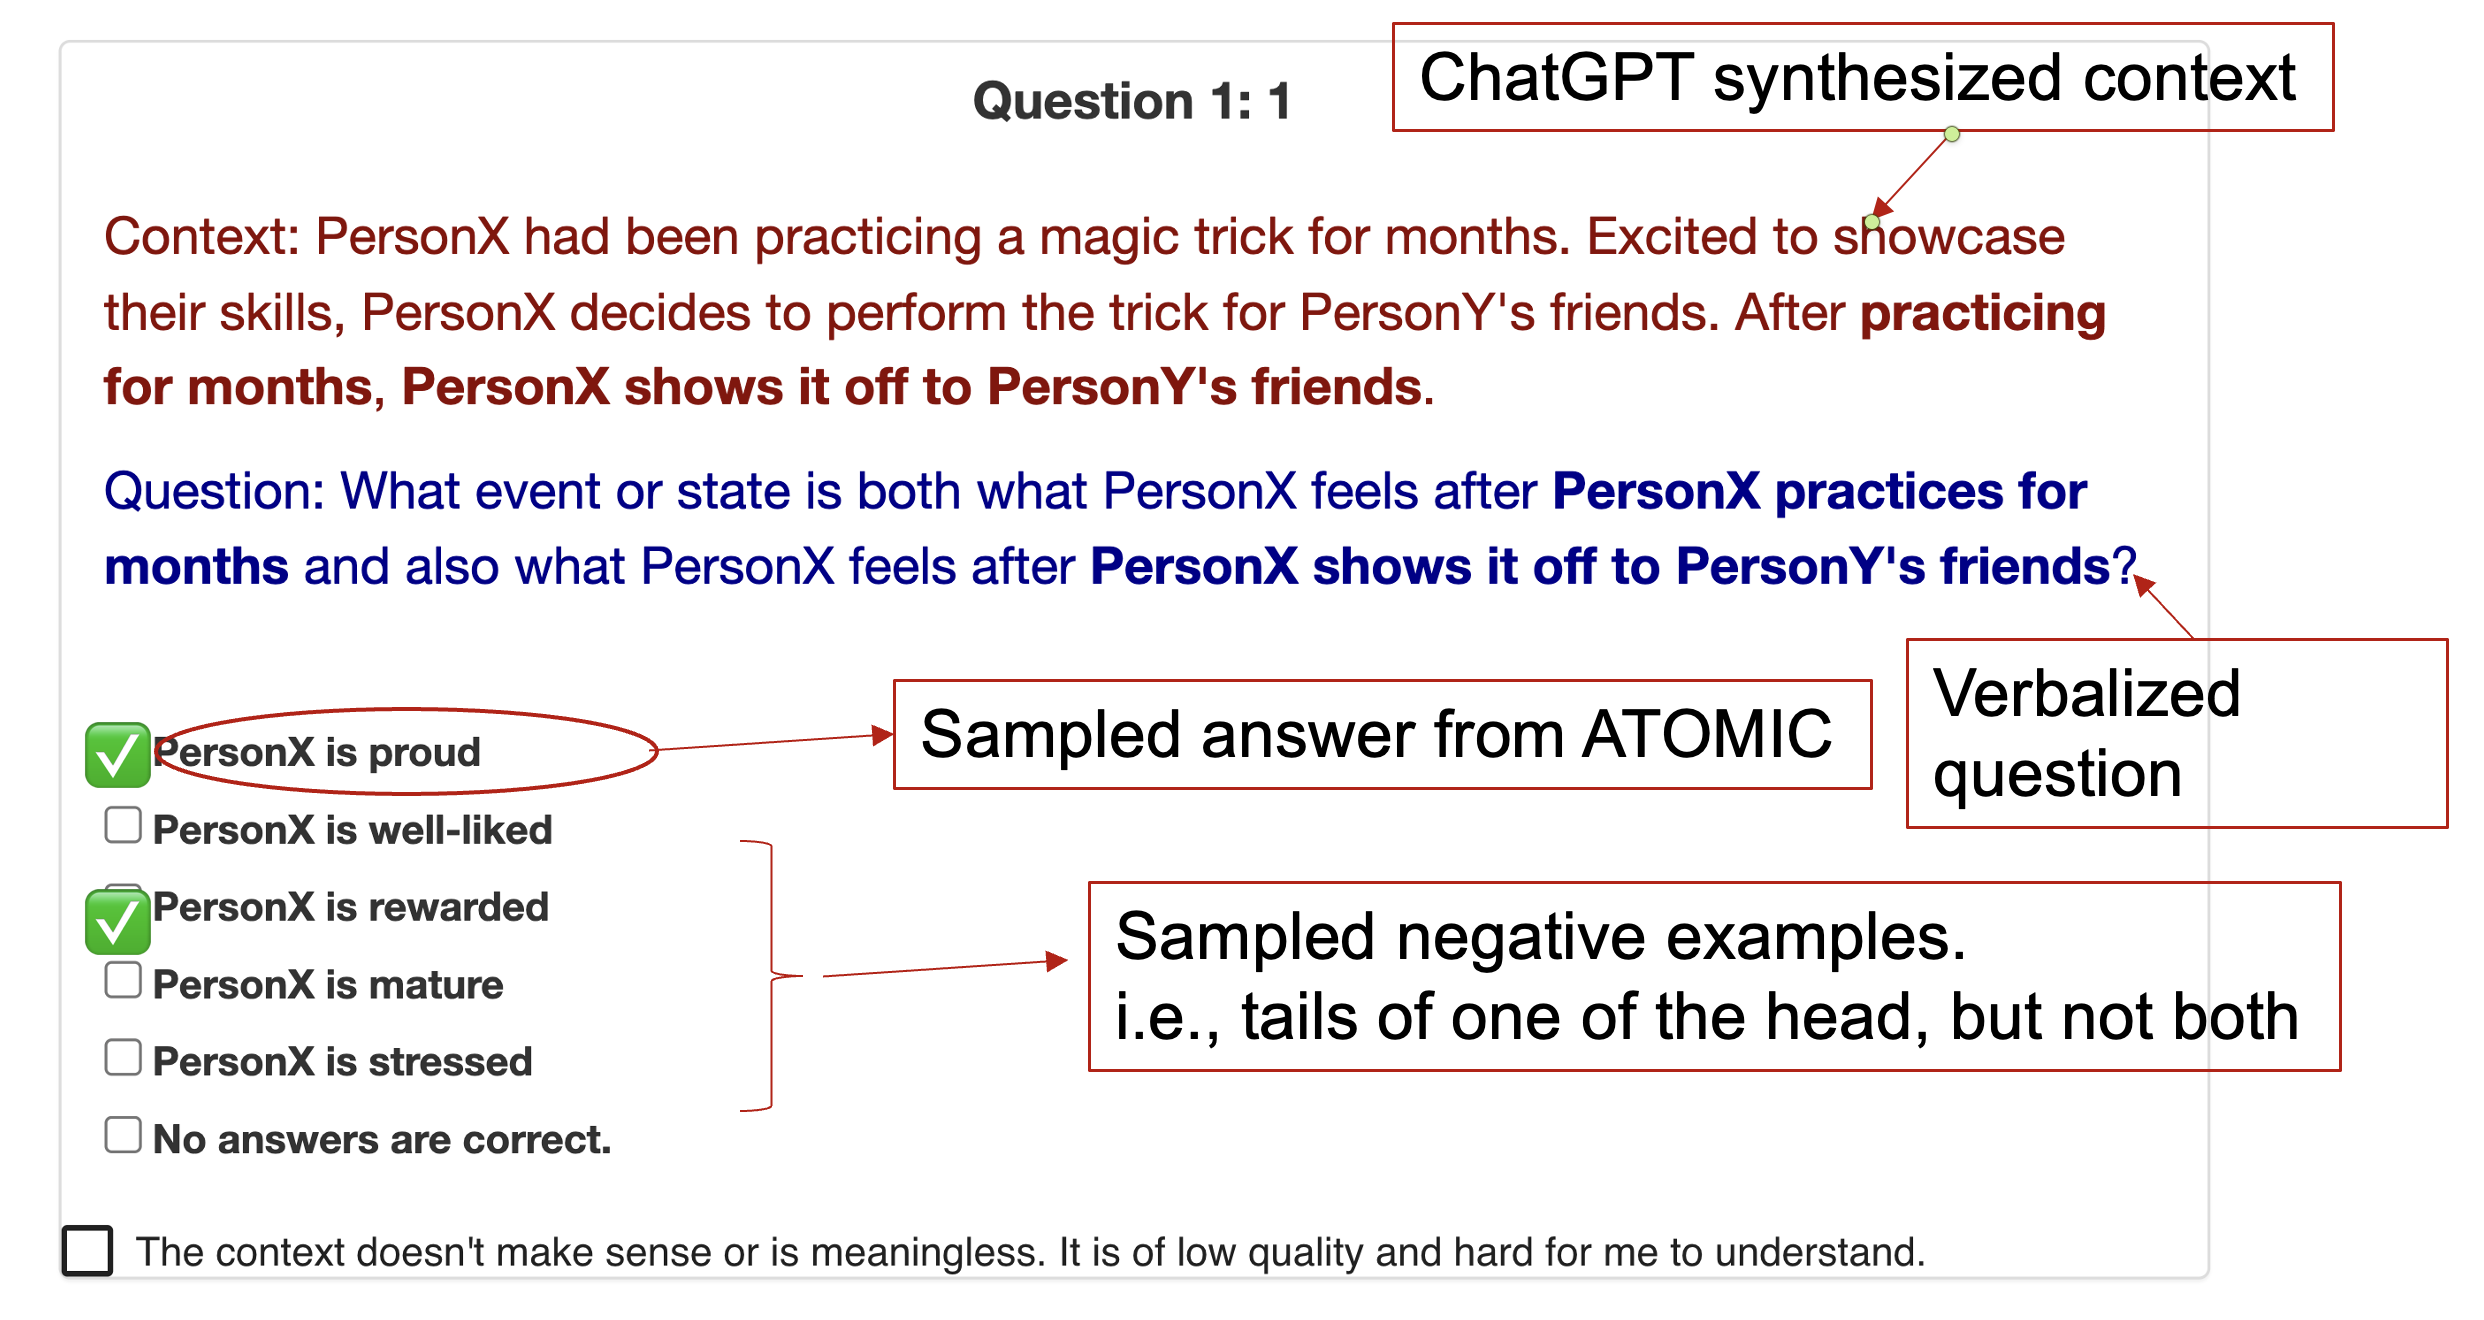 ChatGPT synthesized context
Question 1: 1
Context: PersonX had been practicing a magic trick for months. Excited to showcase
their skills, PersonX decides to perform the trick for PersonY's friends. After practicing
for months, PersonX shows it off to PersonY's friends.
Question: What event or state is both what PersonX feels after PersonX practices for
months and also what PersonX feels after PersonX shows it off to PersonY's friends?
Verbalized
question
Sampled answer from ATOMIC
PersonX is proud
PersonX is well-liked
PersonX is rewarded
PersonX is mature
PersonX is stressed
No answers are correct.
Sampled negative examples.
i.e., tails of one of the head, but not both
The context doesn't make sense or is meaningless. It is of low quality and hard for me to understand.